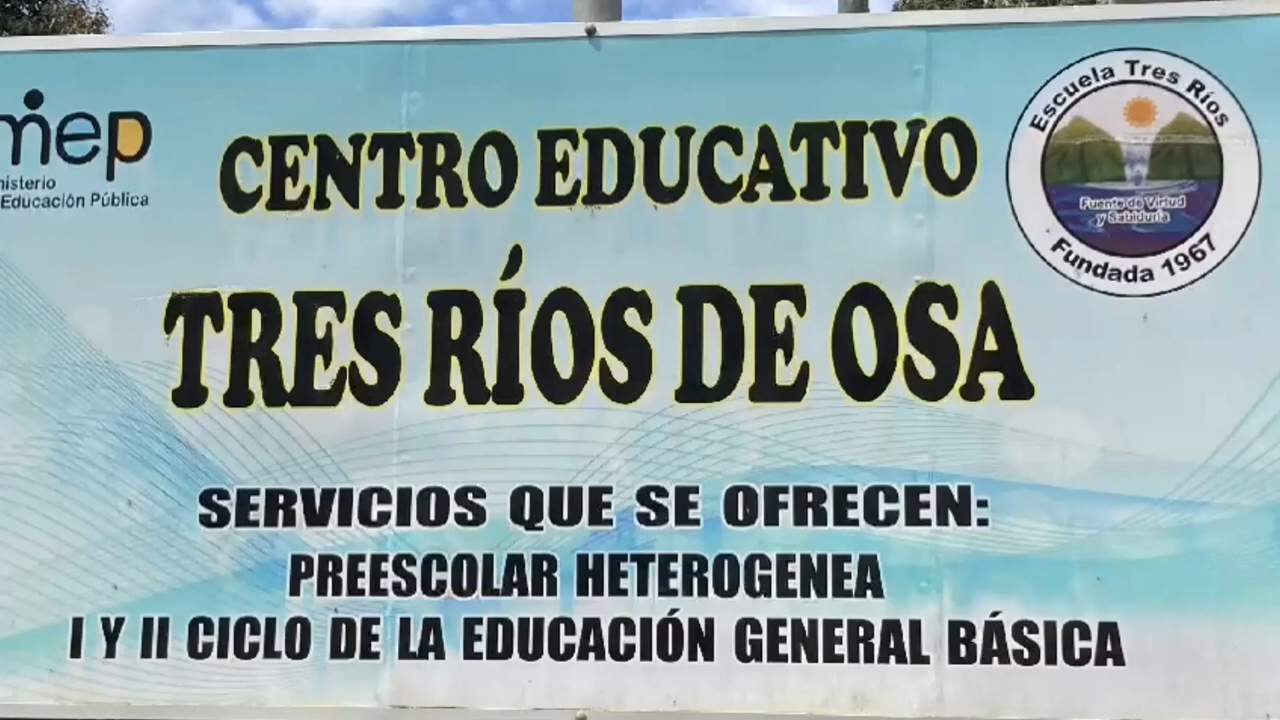 mep
Educación Pública
CENTRO EDUCATIVO
TRES RÍOS DE OSA
Escuela Tres Ríos
Fuente de Virtud
y Sabiduría
Fundada 1967
SERVICIOS QUE SE OFRECEN:
PREESCOLAR HETEROGENEA
I Y II CICLO DE LA EDUCACIÓN GENERAL BÁSICA